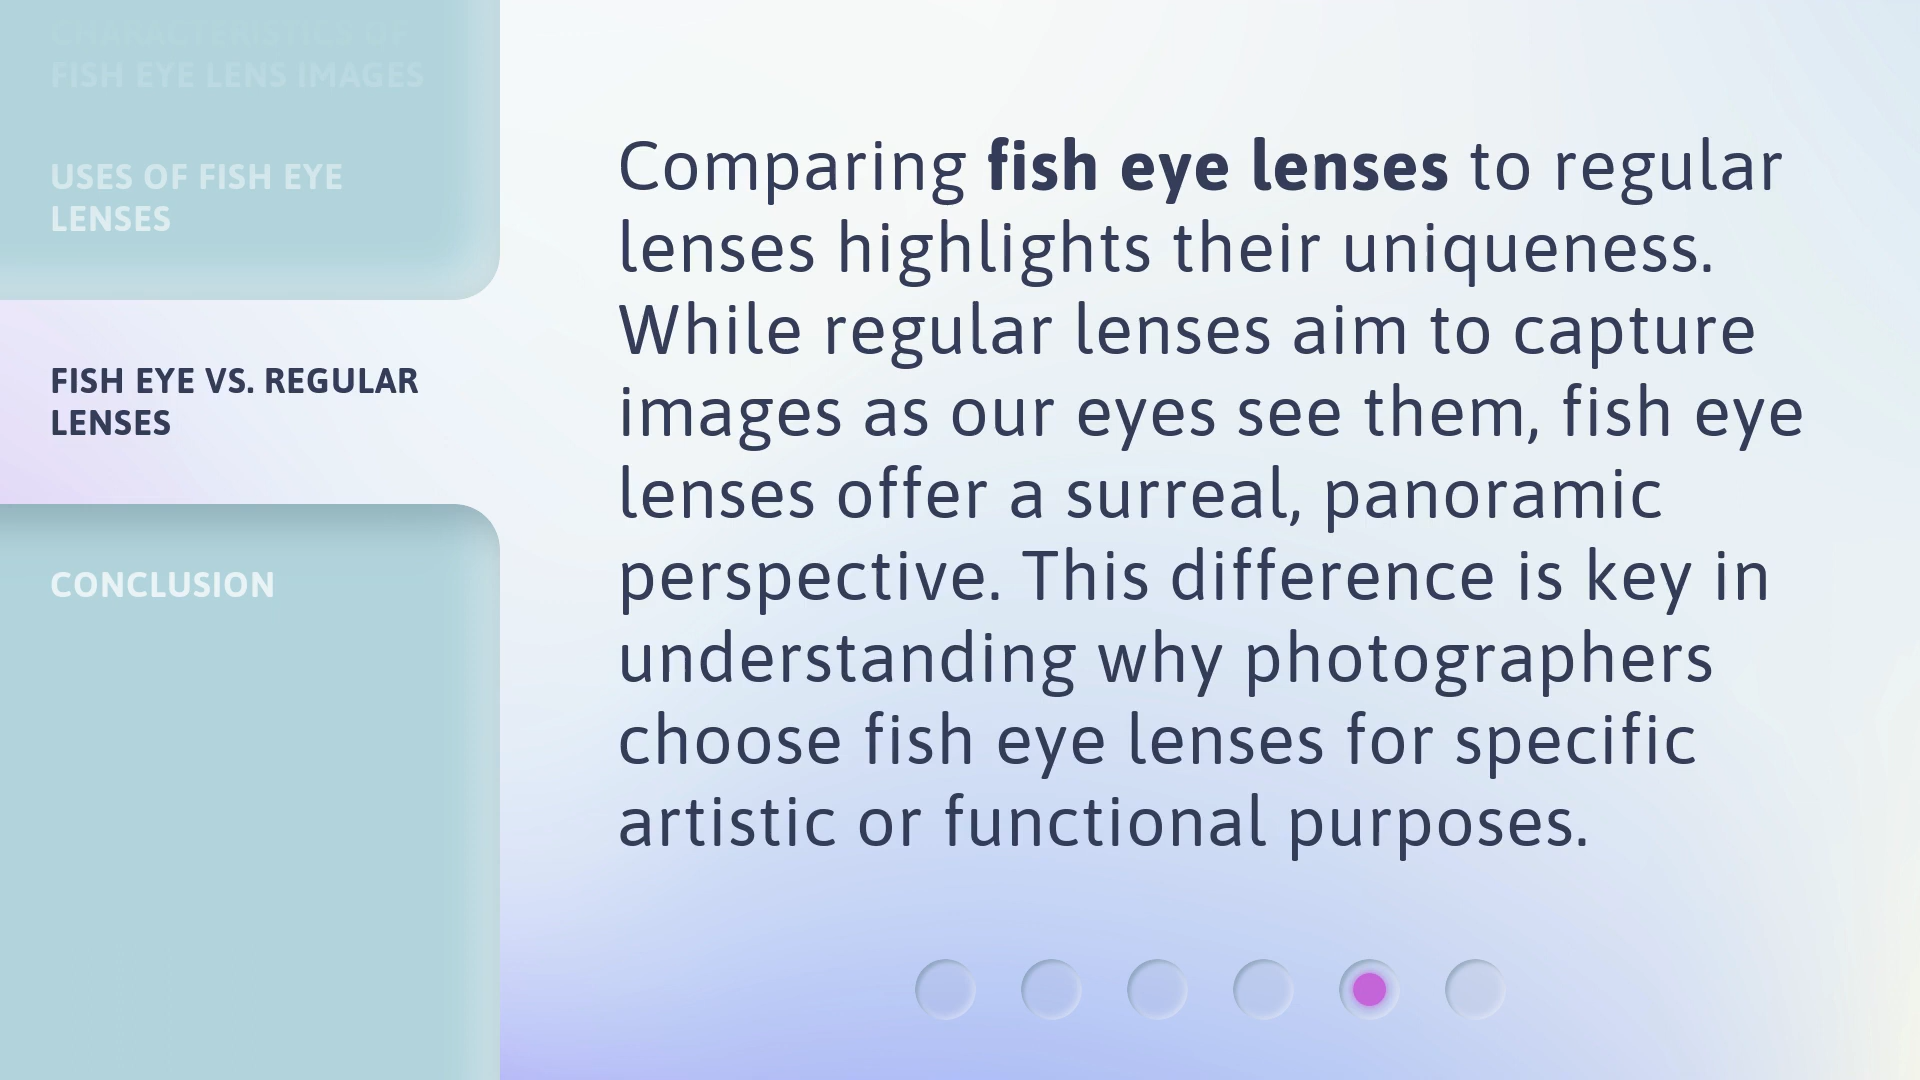 CHARACTERISTICS OF
FISH EYE LENS IMAGES
USES OF FISH EYE
LENSES
FISH EYE VS. REGULAR
LENSES
CONCLUSION
Comparing fish eye lenses to regular
lenses highlights their uniqueness.
While regular lenses aim to capture
images as our eyes see them, fish eye
lenses offer a surreal, panoramic
perspective. This difference is key in
understanding why photographers
choose fish eye lenses for specific
artistic or functional purposes.